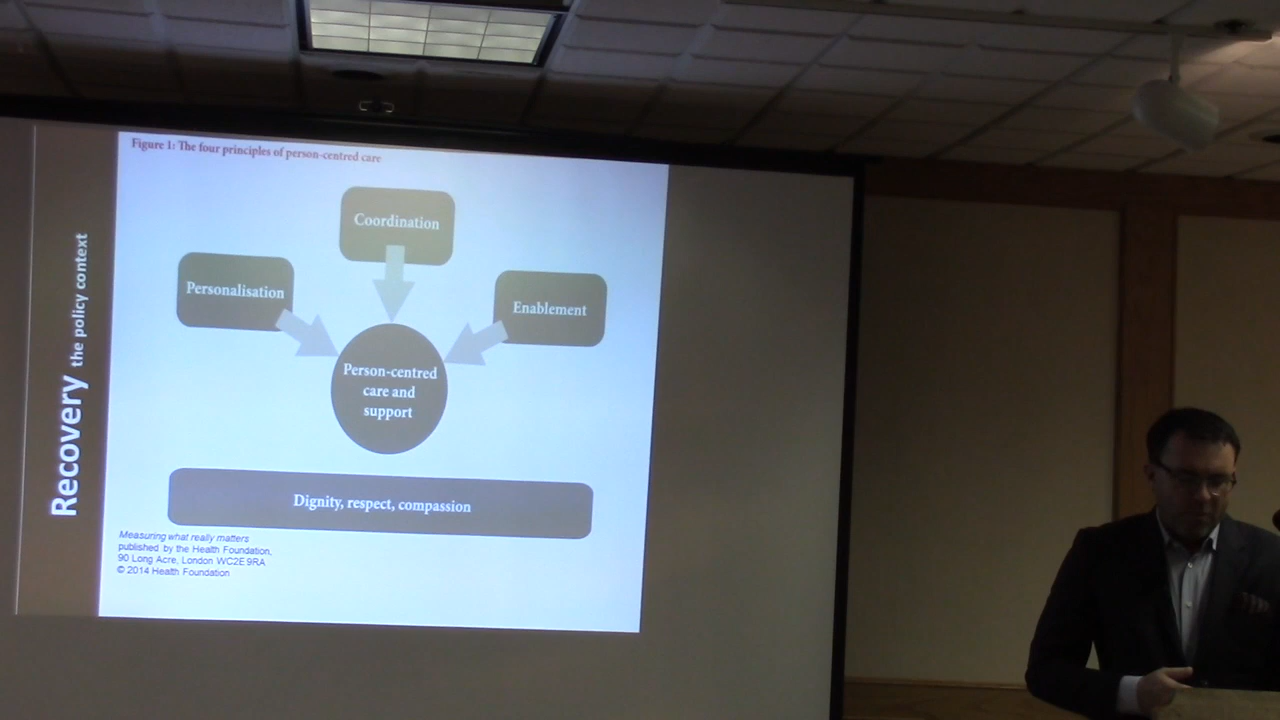 Figure 1: The four principles of person-centred care
Recovery the policy context
Coordination
Personalisation
Enablement
Person-centred
care and
support
Dignity, respect, compassion
Measuring what really matters
published by the Health Foundation,
90 Long Acre, London WC2E 9RA
© 2014 Health Foundation